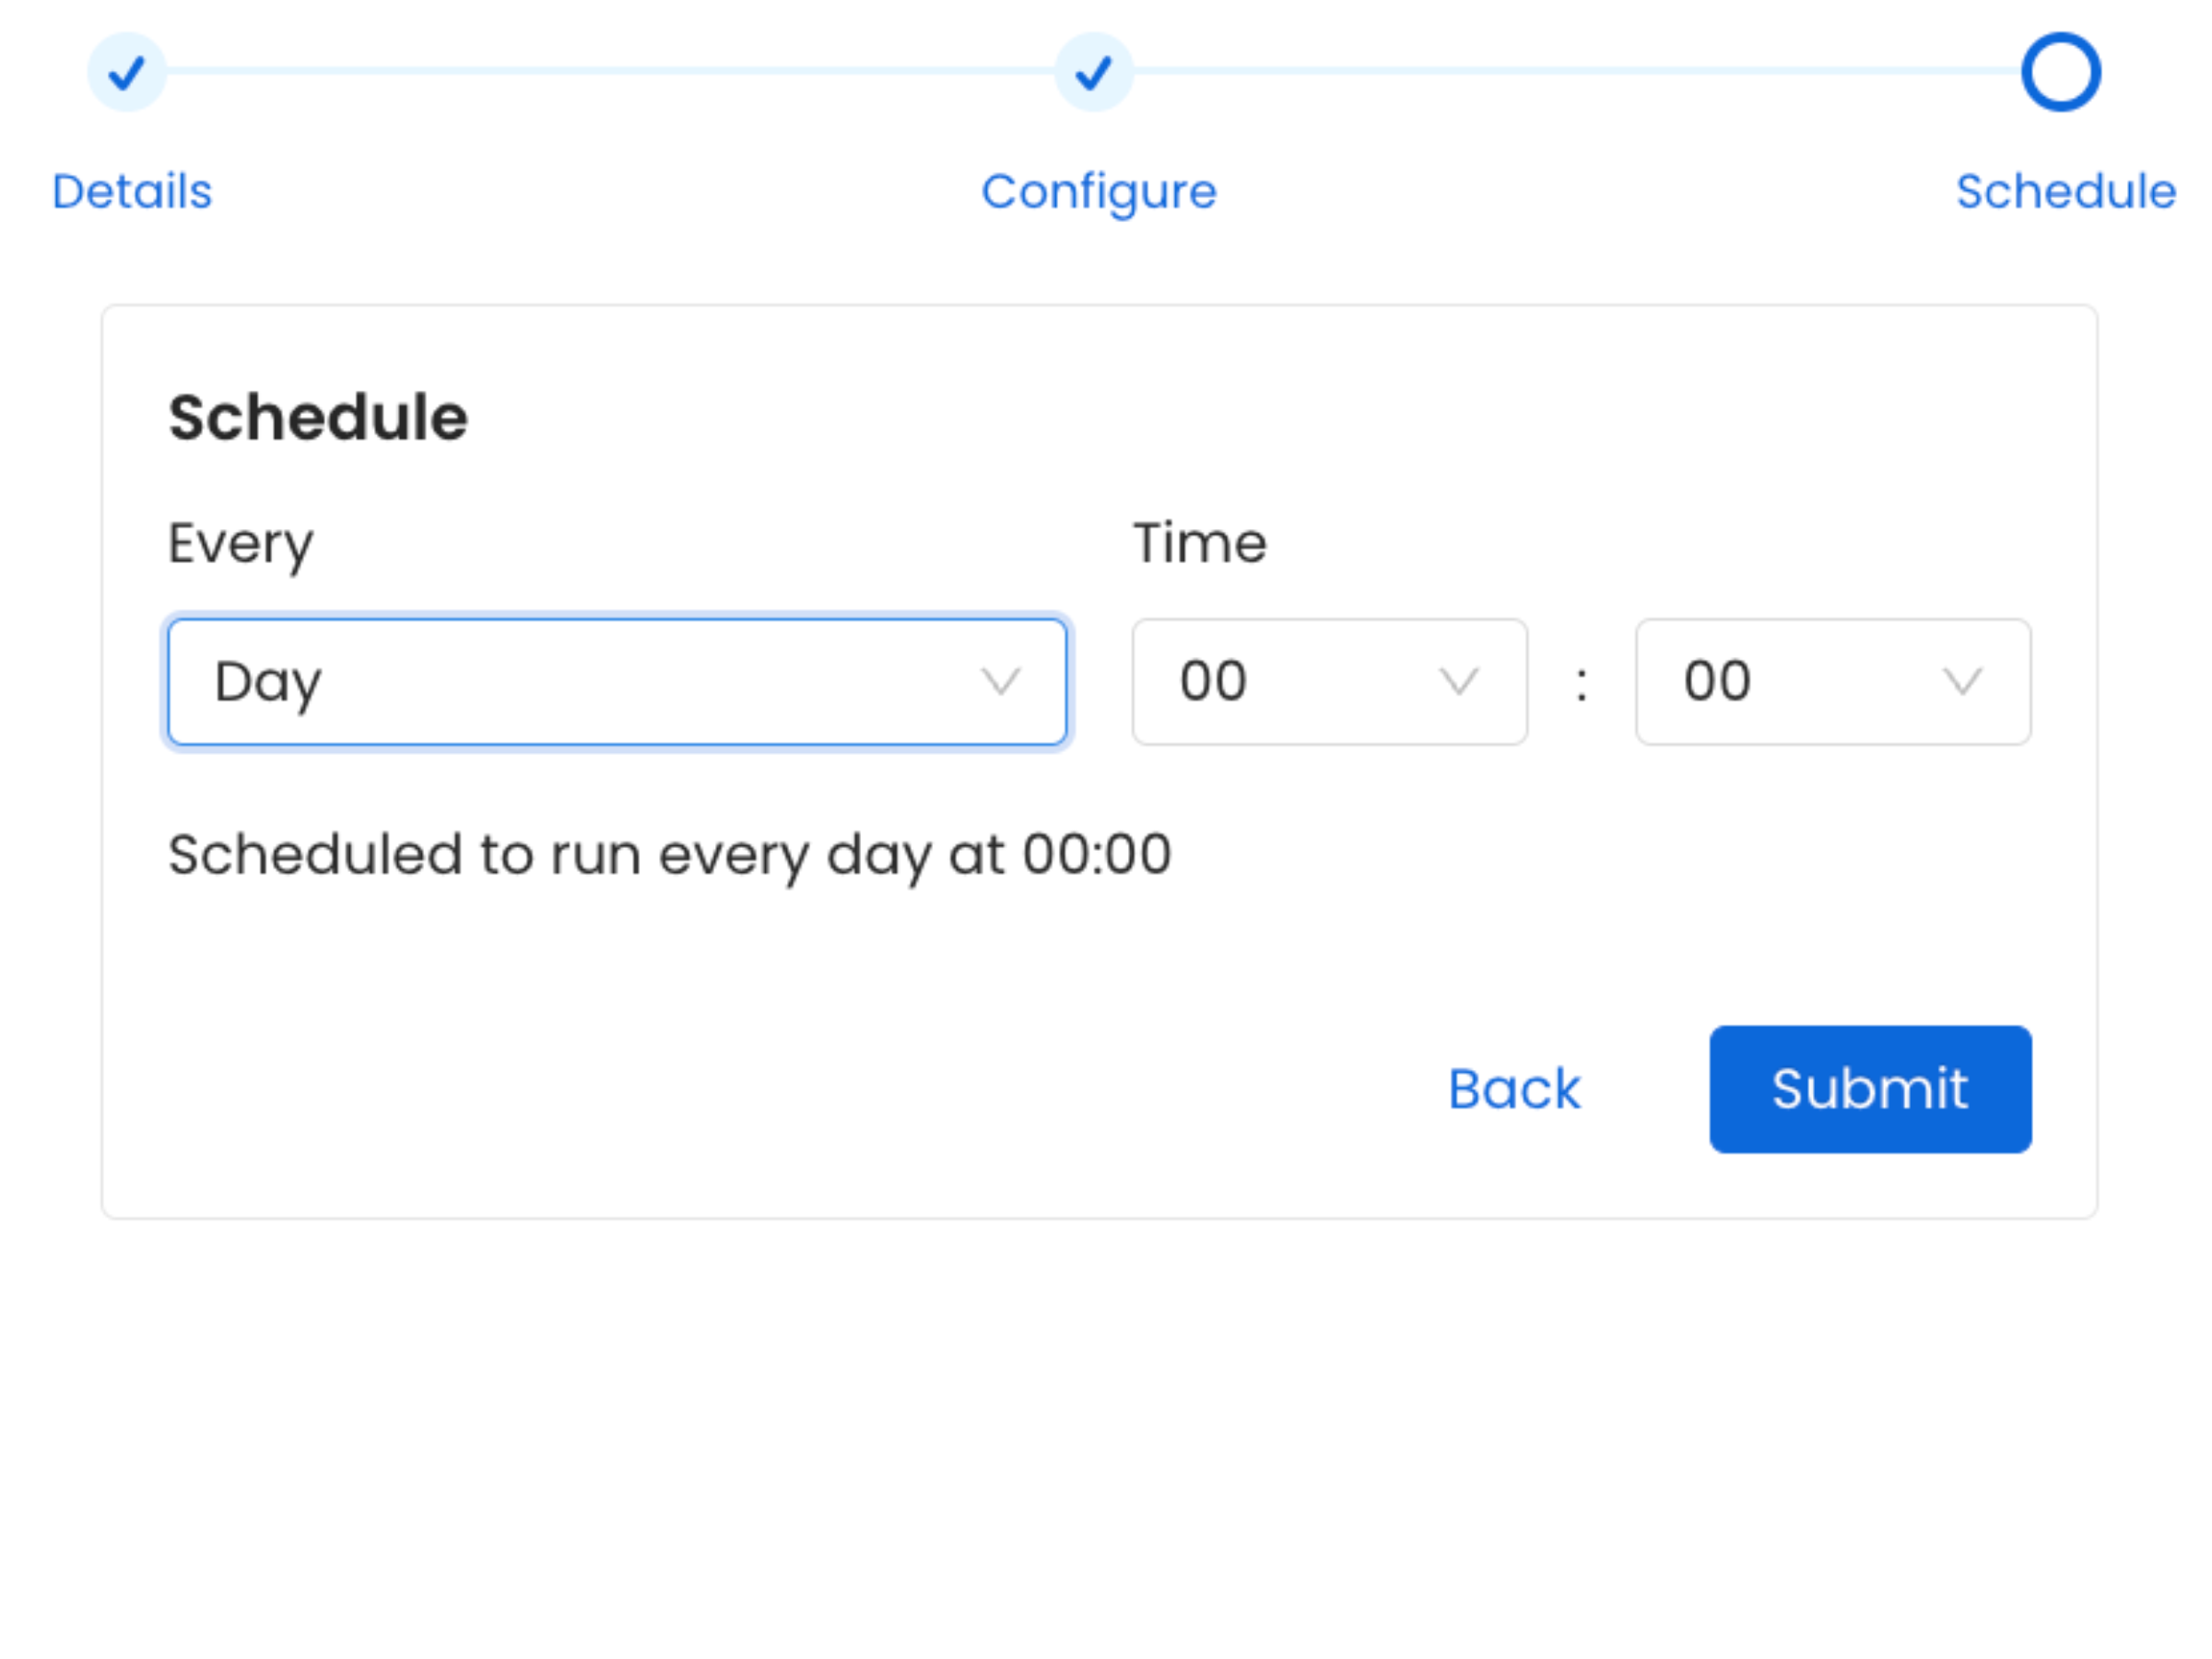 Details Configure Schedule
Schedule
Every Time
Day 00 : 00
Scheduled to run every day at 00:00
Back Submit